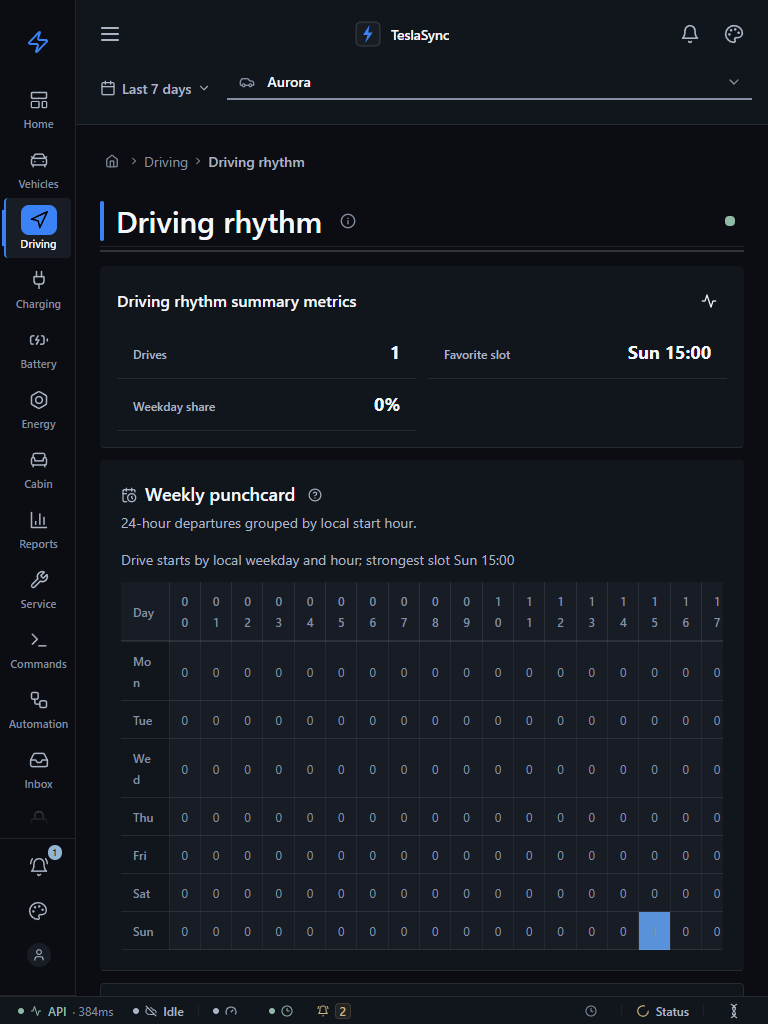 TeslaSync
Last 7 days
Aurora
Home
Vehicles
Driving
Charging
Battery
Energy
Cabin
Reports
Service
Commands
Automation
Inbox
1
Driving
Driving rhythm
Driving rhythm
Driving rhythm summary metrics
Drives 1
Favorite slot Sun 15:00
Weekday share 0%
Weekly punchcard
24-hour departures grouped by local start hour.
Drive starts by local weekday and hour; strongest slot Sun 15:00
Day 00 01 02 03 04 05 06 07 08 09 10 11 12 13 14 15 16 17
Mon 0 0 0 0 0 0 0 0 0 0 0 0 0 0 0 0 0 0
Tue 0 0 0 0 0 0 0 0 0 0 0 0 0 0 0 0 0 0
Wed 0 0 0 0 0 0 0 0 0 0 0 0 0 0 0 0 0 0
Thu 0 0 0 0 0 0 0 0 0 0 0 0 0 0 0 0 0 0
Fri 0 0 0 0 0 0 0 0 0 0 0 0 0 0 0 0 0 0
Sat 0 0 0 0 0 0 0 0 0 0 0 0 0 0 0 0 0 0
Sun 0 0 0 0 0 0 0 0 0 0 0 0 0 0 0 0 0
API · 384ms
Idle
2
Status